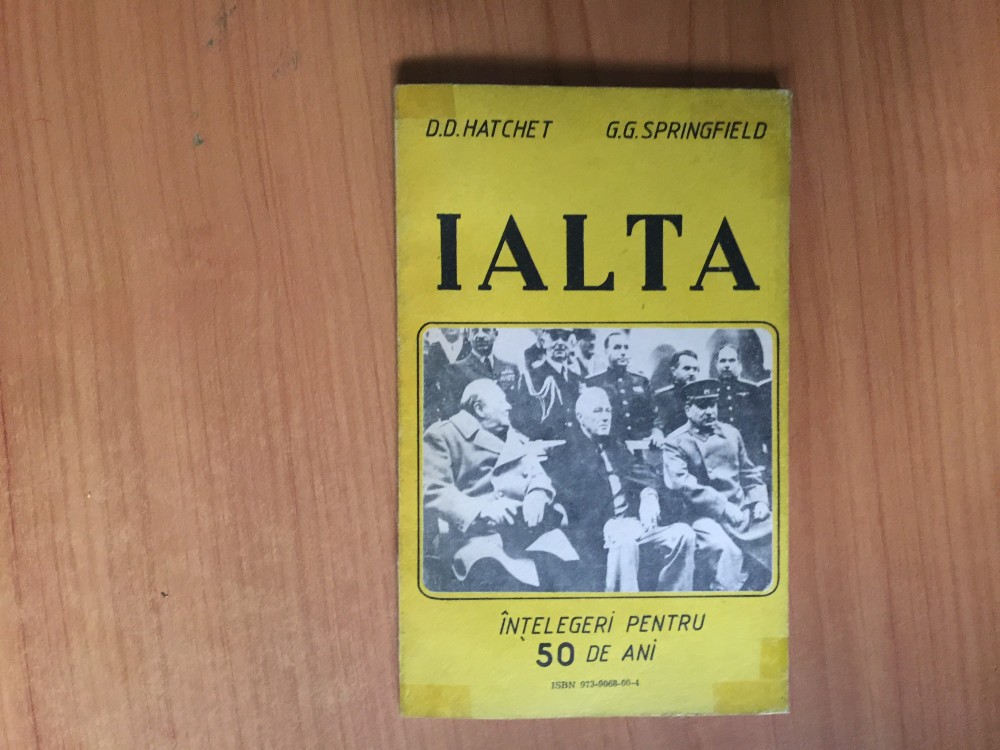 D.D. HATCHET G.G. SPRINGFIELD
IALTA
ÎNȚELEGERI PENTRU
50 DE ANI
ISBN 973-9068-00-4